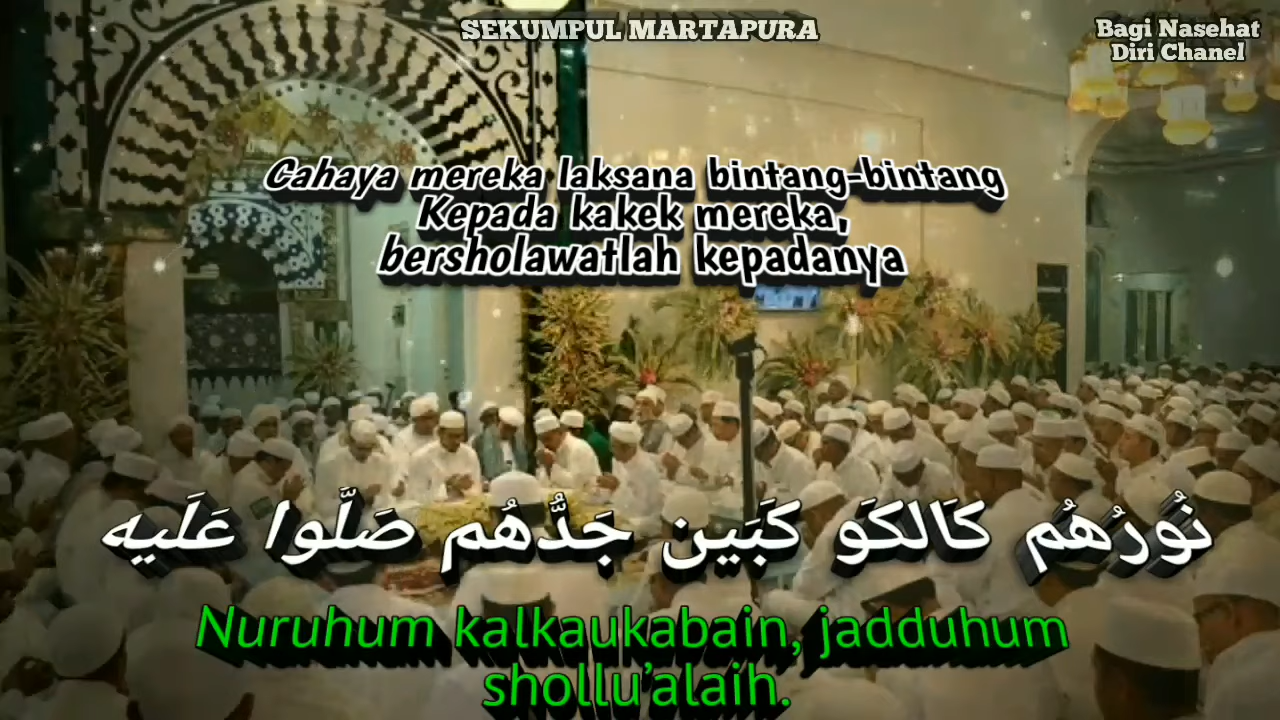 SEKUMPUL MARTAPURA
Bagi Nasehat
Diri Chanel
Cahaya mereka laksana bintang-bintang
Kepada kakek mereka,
bersholawatlah kepadanya
نُورُهُم كَالكَو كَبَين جَدُّهُم صَلَّوا عَلَيه
Nuruhum kalkaukabain, jadduhum
shollu'alaih.